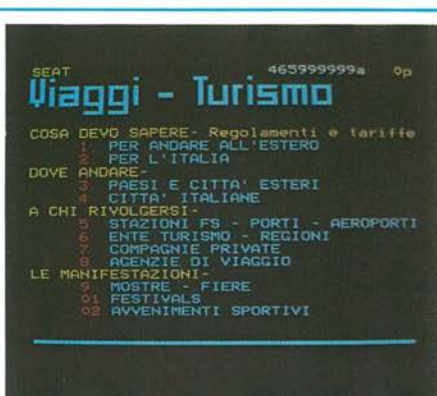 SEAT 465999999a 0p
Viaggi - Turismo
COSA DEVO SAPERE- Regolamenti e tariffe
1 PER ANDARE ALL'ESTERO
2 PER L'ITALIA
DOVE ANDARE-
3 PAESI E CITTA' ESTERI
4 CITTA' ITALIANE
A CHI RIVOLGERSI-
5 STAZIONI FS - PORTI - AEROPORTI
6 ENTE TURISMO - REGIONI
7 COMPAGNIE PRIVATE
8 AGENZIE DI VIAGGIO
LE MANIFESTAZIONI-
9 MOSTRE - FIERE
01 FESTIVALS
02 AVVENIMENTI SPORTIVI